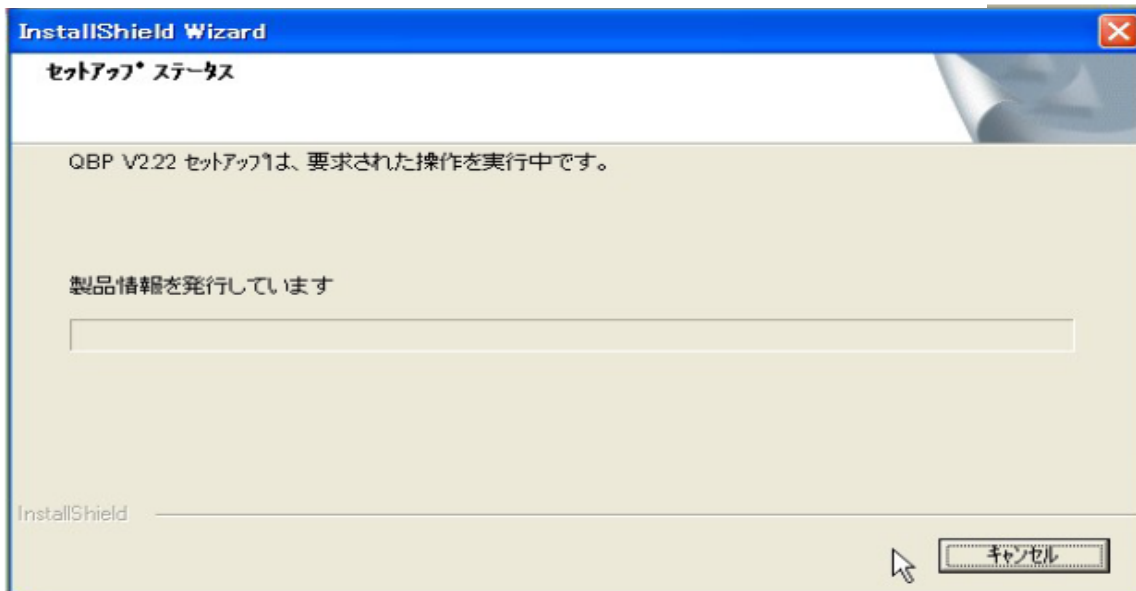 InstallShield Wizard
セットアップ ステータス
QBP V2.22 セットアップは、要求された操作を実行中です。
製品情報を発行しています
InstallShield
キャンセル